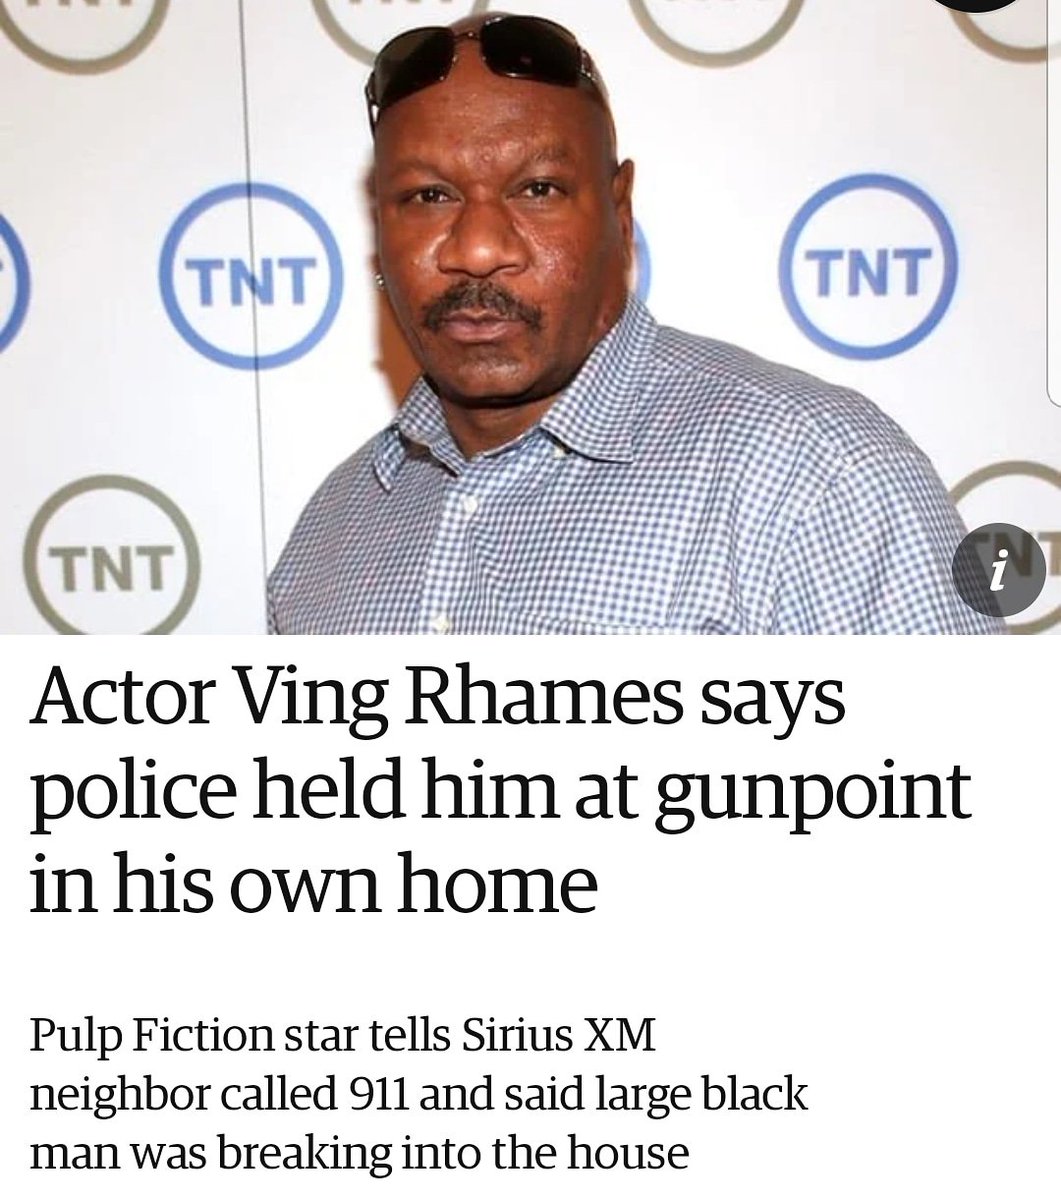 TNT
TNT
TNT
i
Actor Ving Rhames says
police held him at gunpoint
in his own home
Pulp Fiction star tells Sirius XM
neighbor called 911 and said large black
man was breaking into the house